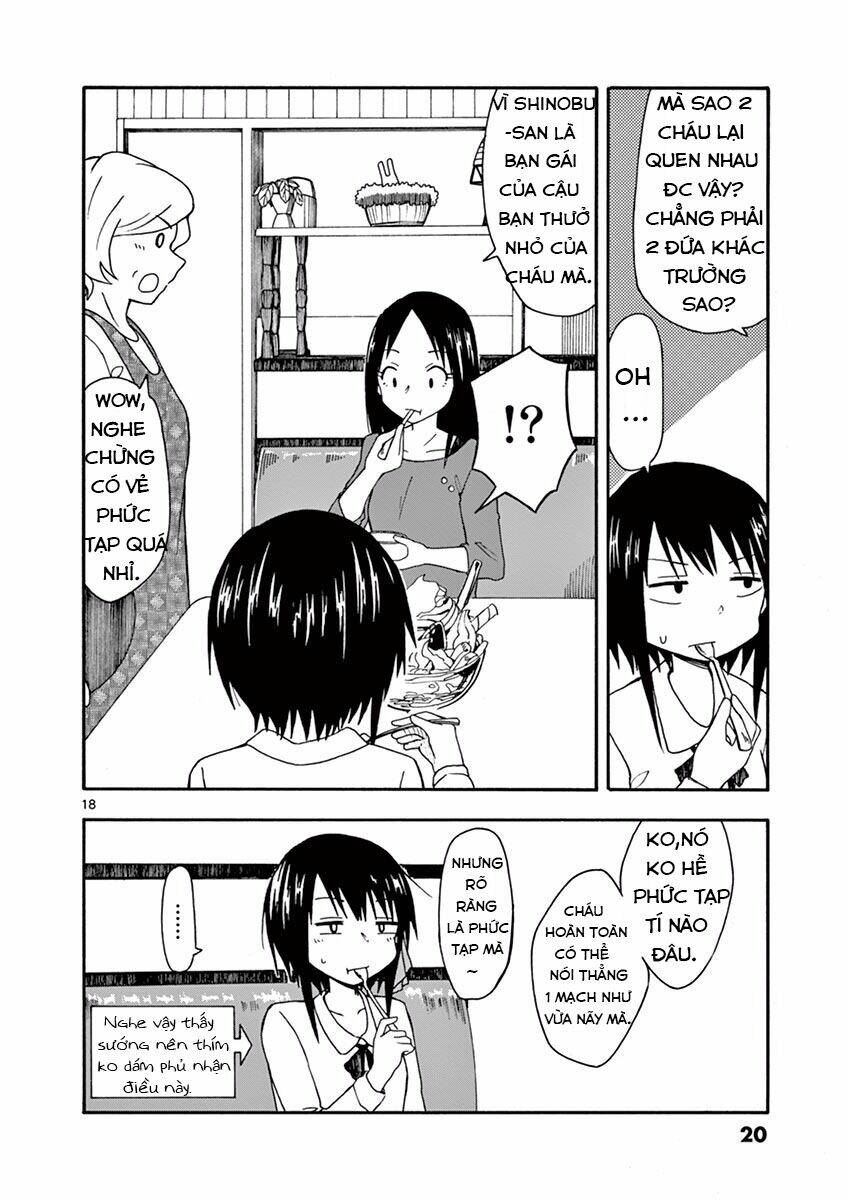 MÀ SAO 2
CHÁU LẠI
QUEN NHAU
ĐC VẬY?
CHẲNG PHẢI
2 ĐỨA KHÁC
TRƯỜNG
SAO?
OH
...
VÌ SHINOBU
-SAN LÀ
BẠN GÁI
CỦA CẬU
BẠN THUỞ
NHỎ CỦA
CHÁU MÀ.
!?
WOW,
NGHE
CHỪNG
CÓ VẺ
PHỨC
TẠP QUÁ
NHỈ.
18
KO,NÓ
KO HỀ
PHỨC TẠP
TÍ NÀO
ĐÂU.
CHÁU
HOÀN TOÀN
CÓ THỂ
NÓI THẲNG
1 MẠCH NHƯ
VỪA NÃY MÀ.
NHƯNG
RÕ
RÀNG
LÀ PHỨC
TẠP MÀ
~
......
Nghe vậy thấy
sướng nên thím
ko dám phủ nhận
điều này.
20